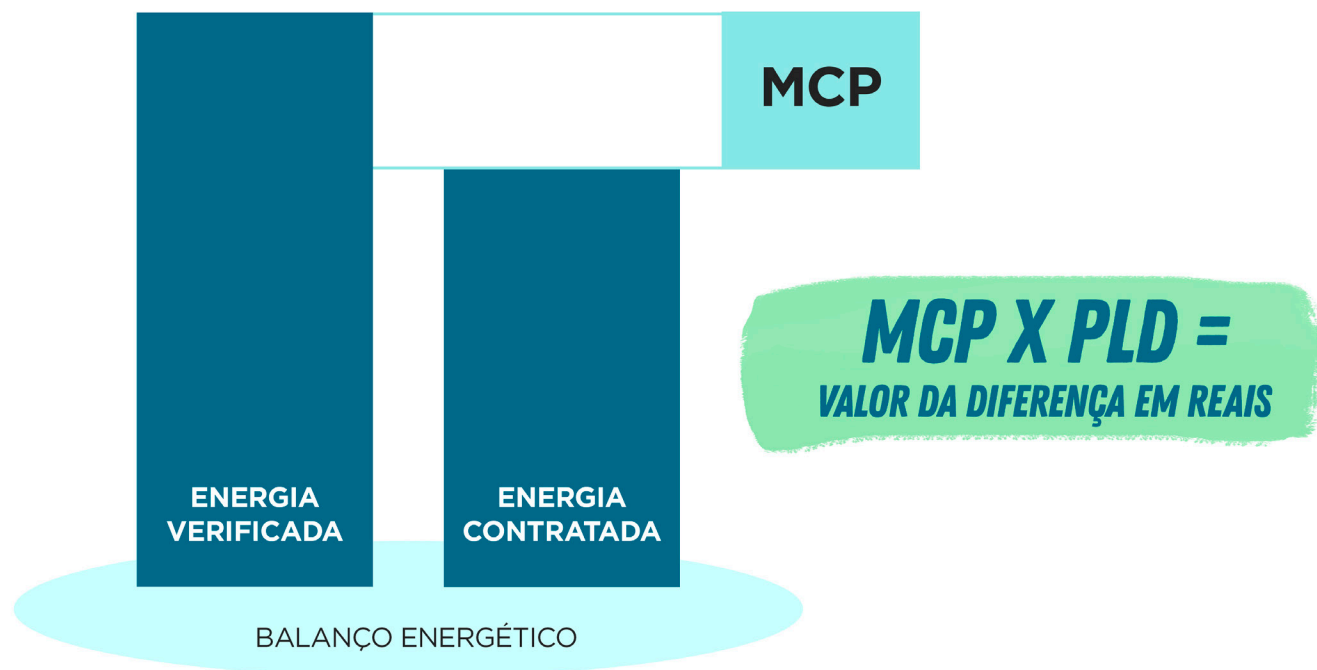 MCP
MCP X PLD =
VALOR DA DIFERENÇA EM REAIS
ENERGIA
VERIFICADA
ENERGIA
CONTRATADA
BALANÇO ENERGÉTICO